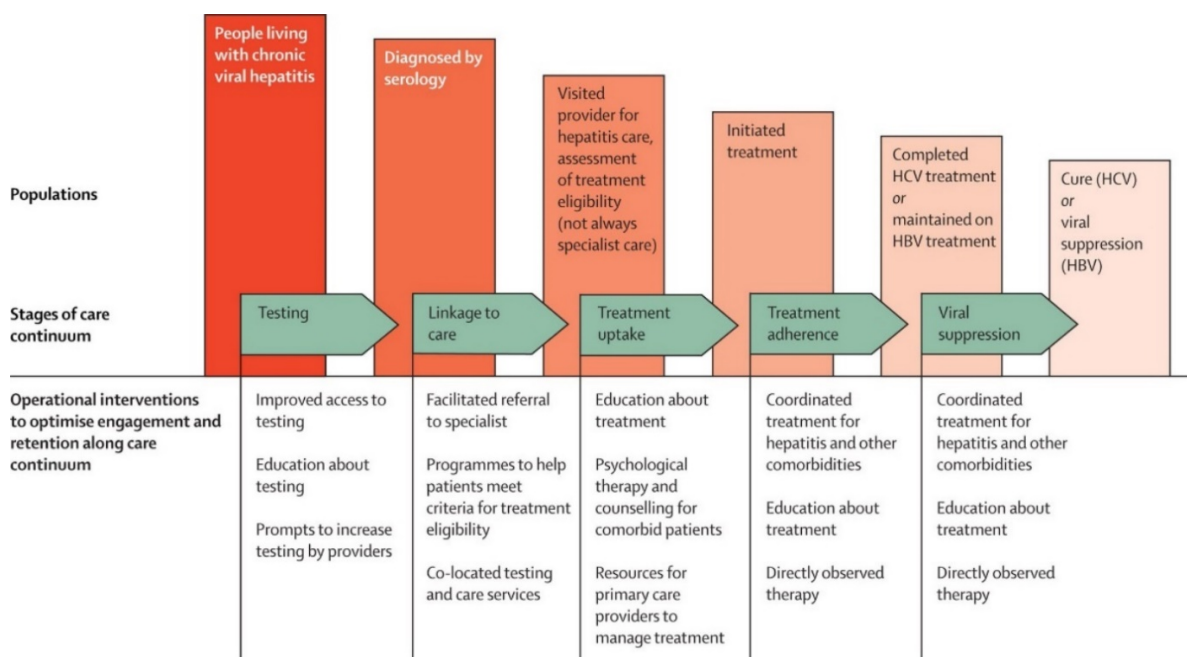 People living
with chronic
viral hepatitis
Diagnosed by
serology
Visited
provider for
hepatitis care,
assessment
of treatment
eligibility
(not always
specialist care)
Initiated
treatment
Completed
HCV treatment
or
maintained on
HBV treatment
Cure (HCV)
or
viral
suppression
(HBV)
Populations
Stages of care
continuum
Testing
Linkage to
care
Treatment
uptake
Treatment
adherence
Viral
suppression
Operational interventions
to optimise engagement and
retention along care
continuum
Improved access to
testing
Education about
testing
Prompts to increase
testing by providers
Facilitated referral
to specialist
Programmes to help
patients meet
criteria for treatment
eligibility
Co-located testing
and care services
Education about
treatment
Psychological
therapy and
counselling for
comorbid patients
Resources for
primary care
providers to
manage treatment
Coordinated
treatment for
hepatitis and other
comorbidities
Education about
treatment
Directly observed
therapy
Coordinated
treatment for
hepatitis and other
comorbidities
Education about
treatment
Directly observed
therapy